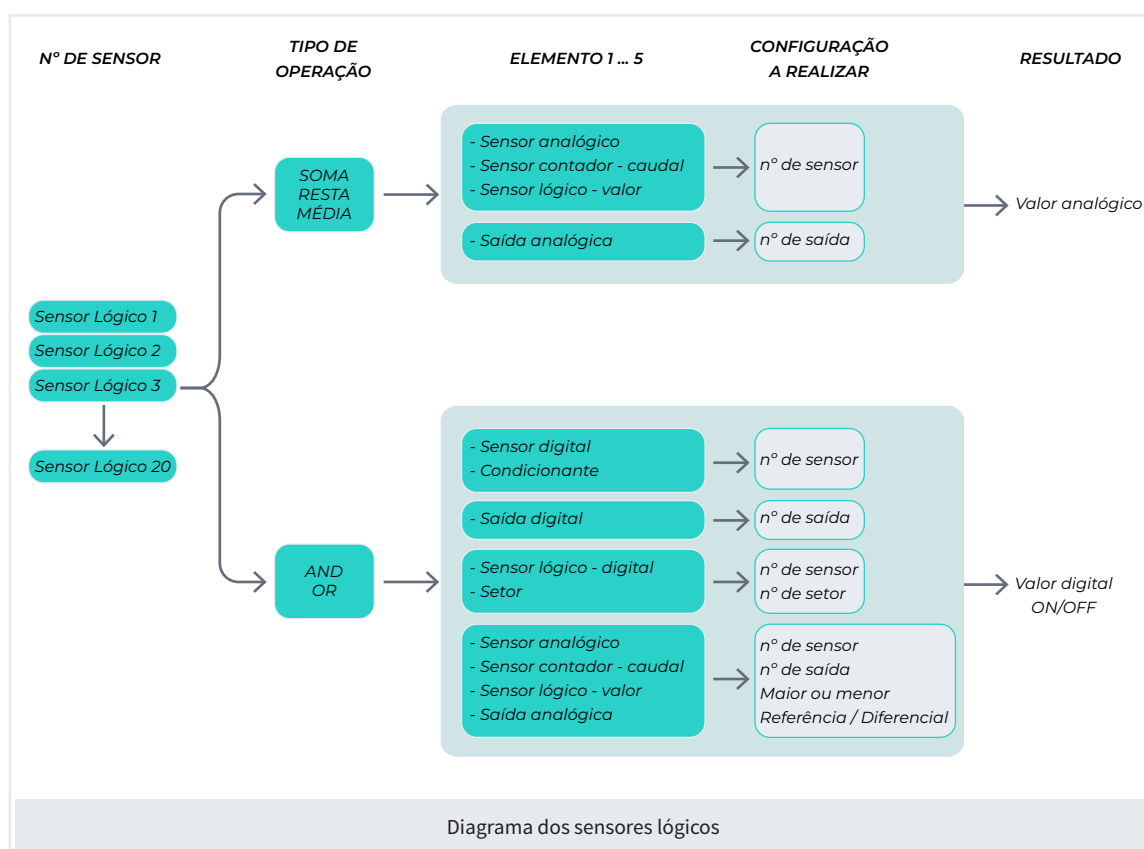 Nº DE SENSOR
TIPO DE
OPERAÇÃO
ELEMENTO 1 ... 5
CONFIGURAÇÃO
A REALIZAR
RESULTADO
Sensor Lógico 1
Sensor Lógico 2
Sensor Lógico 3
Sensor Lógico 20
SOMA
RESTA
MÉDIA
- Sensor analógico
- Sensor contador - caudal
- Sensor lógico - valor
nº de sensor
- Saída analógica
nº de saída
Valor analógico
AND
OR
- Sensor digital
- Condicionante
nº de sensor
- Saída digital
nº de saída
- Sensor lógico - digital
- Setor
nº de sensor
nº de setor
- Sensor analógico
- Sensor contador - caudal
- Sensor lógico - valor
- Saída analógica
nº de sensor
nº de saída
Maior ou menor
Referência / Diferencial
Valor digital
ON/OFF
Diagrama dos sensores lógicos